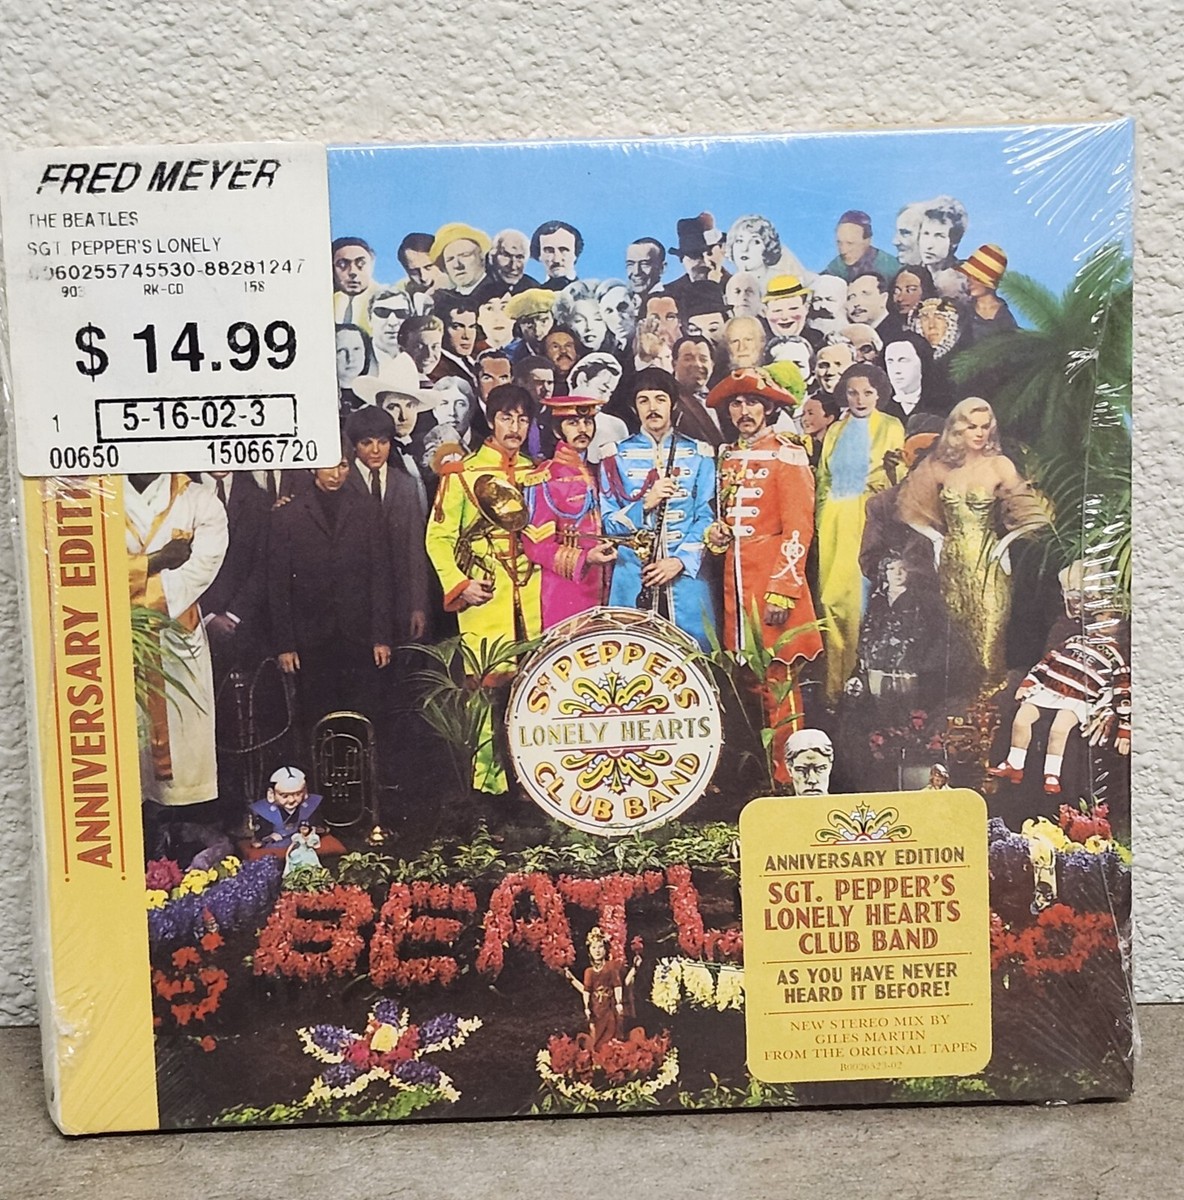 FRED MEYER
THE BEATLES
SGT. PEPPER'S LONELY
060255745530-88281247
RK-CD 158
$ 14.99
1 5-16-02-3
00650 15066720
ANNIVERSARY EDITI
SGT PEPPERS
LONELY HEARTS
CLUB BAND
BEATL
ANNIVERSARY EDITION
SGT. PEPPER'S
LONELY HEARTS
CLUB BAND
AS YOU HAVE NEVER
HEARD IT BEFORE!
NEW STEREO MIX BY
GILES MARTIN
FROM THE ORIGINAL TAPES
B0026523-02